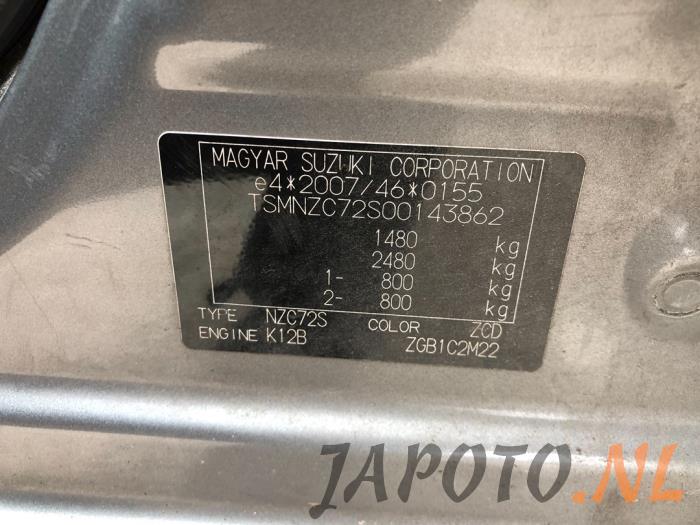 MAGYAR SUZUKI CORPORATION
e4*2007/46*0155
TSMNZC72S00143862
1480 kg
2480 kg
1- 800 kg
2- 800 kg
TYPE NZC72S COLOR ZCD
ENGINE K12B ZGB1C2M22
JAPOTO.NL